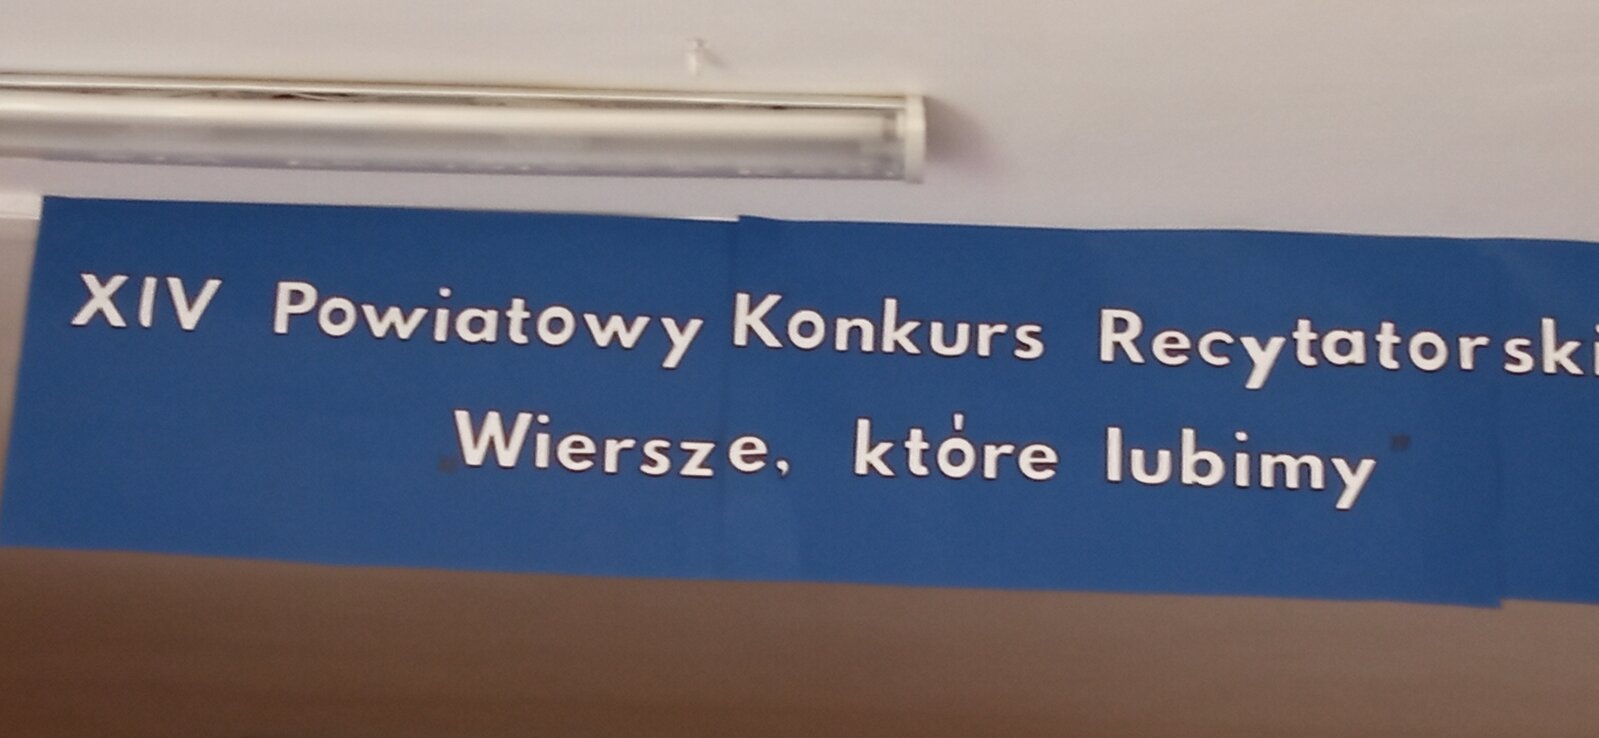 XIV Powiatowy Konkurs Recytatorski
„Wiersze, które lubimy"